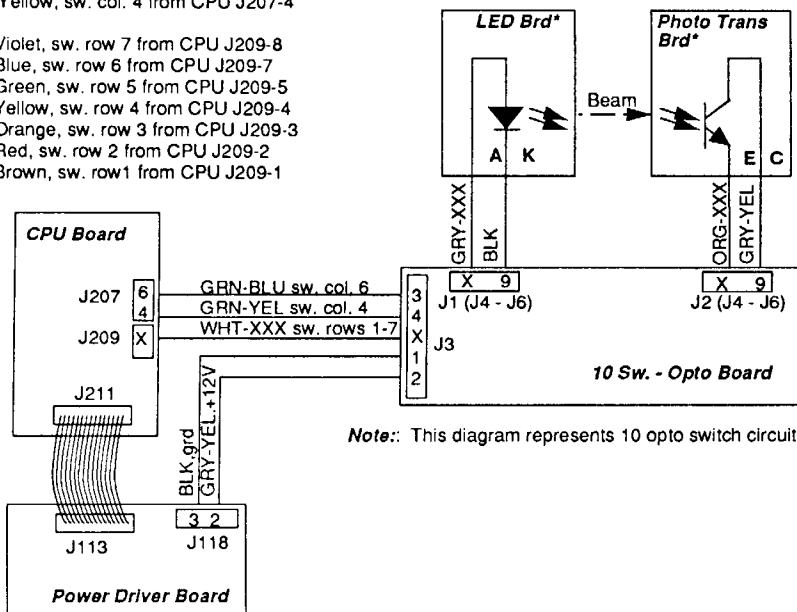 Yellow, sw. col. 4 from CPU J207-4
Violet, sw. row 7 from CPU J209-8
Blue, sw. row 6 from CPU J209-7
Green, sw. row 5 from CPU J209-5
Yellow, sw. row 4 from CPU J209-4
Orange, sw. row 3 from CPU J209-3
Red, sw. row 2 from CPU J209-2
Brown, sw. row1 from CPU J209-1
LED Brd*
Photo Trans
Brd*
Beam
A K
E C
GRY-XXX
BLK
ORG-XXX
GRY-YEL
CPU Board
J207
6
4
J209
X
J211
GRN-BLU sw. col. 6
GRN-YEL sw. col. 4
WHT-XXX sw. rows 1-7
3
4
X
1
2
J3
X 9
J1 (J4 - J6)
X 9
J2 (J4 - J6)
10 Sw. - Opto Board
BLK,grd
GRY-YEL.+12V
Note:: This diagram represents 10 opto switch circuit
3 2
J113
J118
Power Driver Board